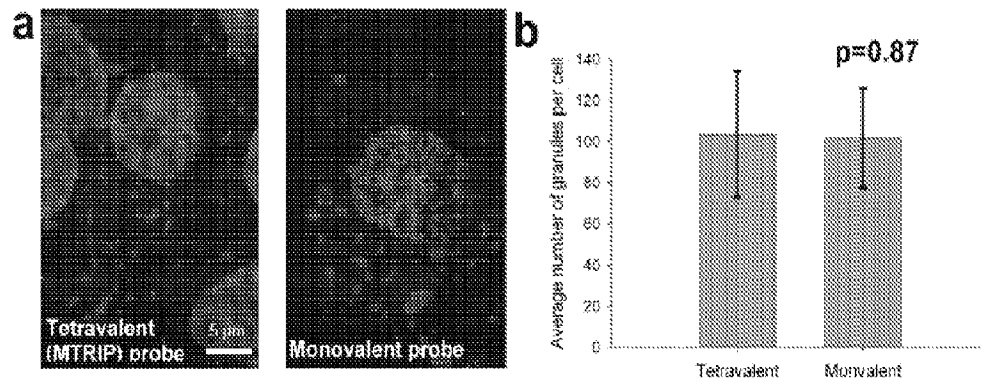 a
Tetravalent
(MTRIP) probe
5 µm
Monovalent probe
b
p=0.87
Average number of granules per cell
140
120
100
80
60
40
20
0
Tetravalent
Monvalent